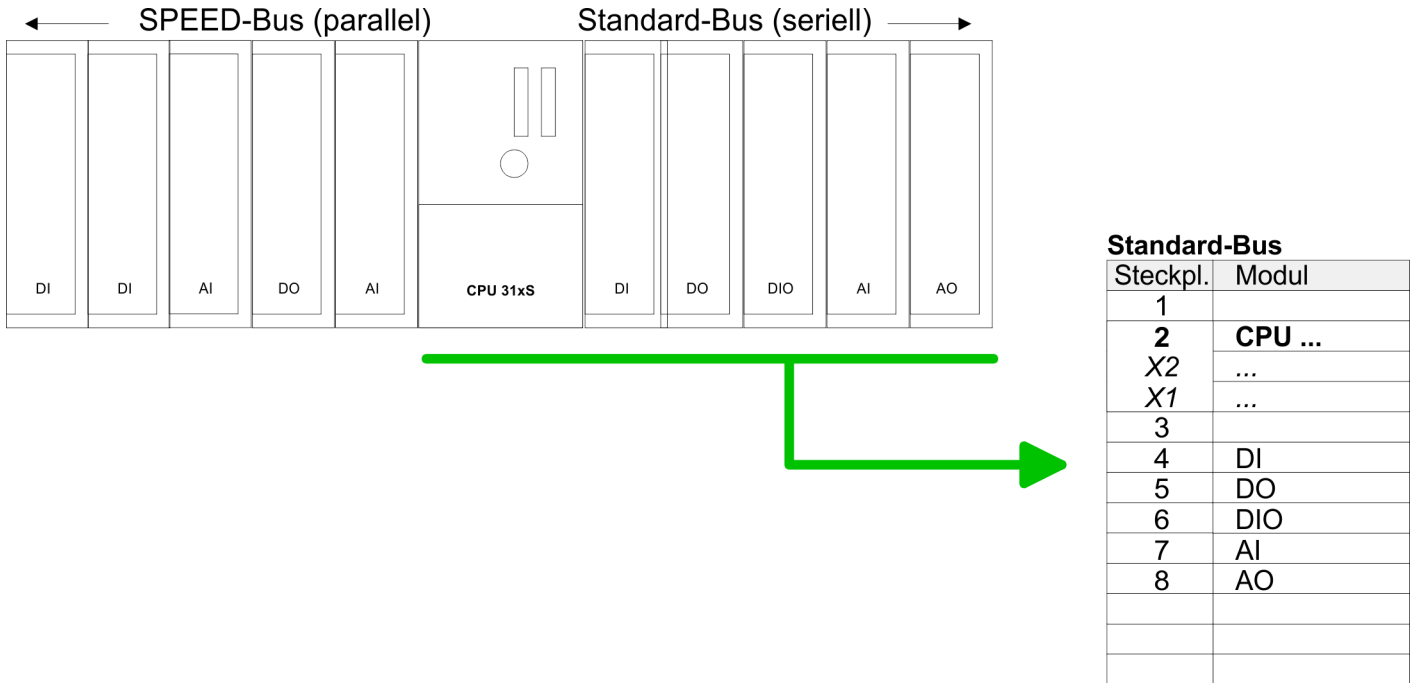 SPEED-Bus (parallel) Standard-Bus (seriell)
DI DI AI DO AI CPU 31xS DI DO DIO AI AO
Standard-Bus
Steckpl. Modul
1
2 CPU ...
X2 ...
X1 ...
3
4 DI
5 DO
6 DIO
7 AI
8 AO